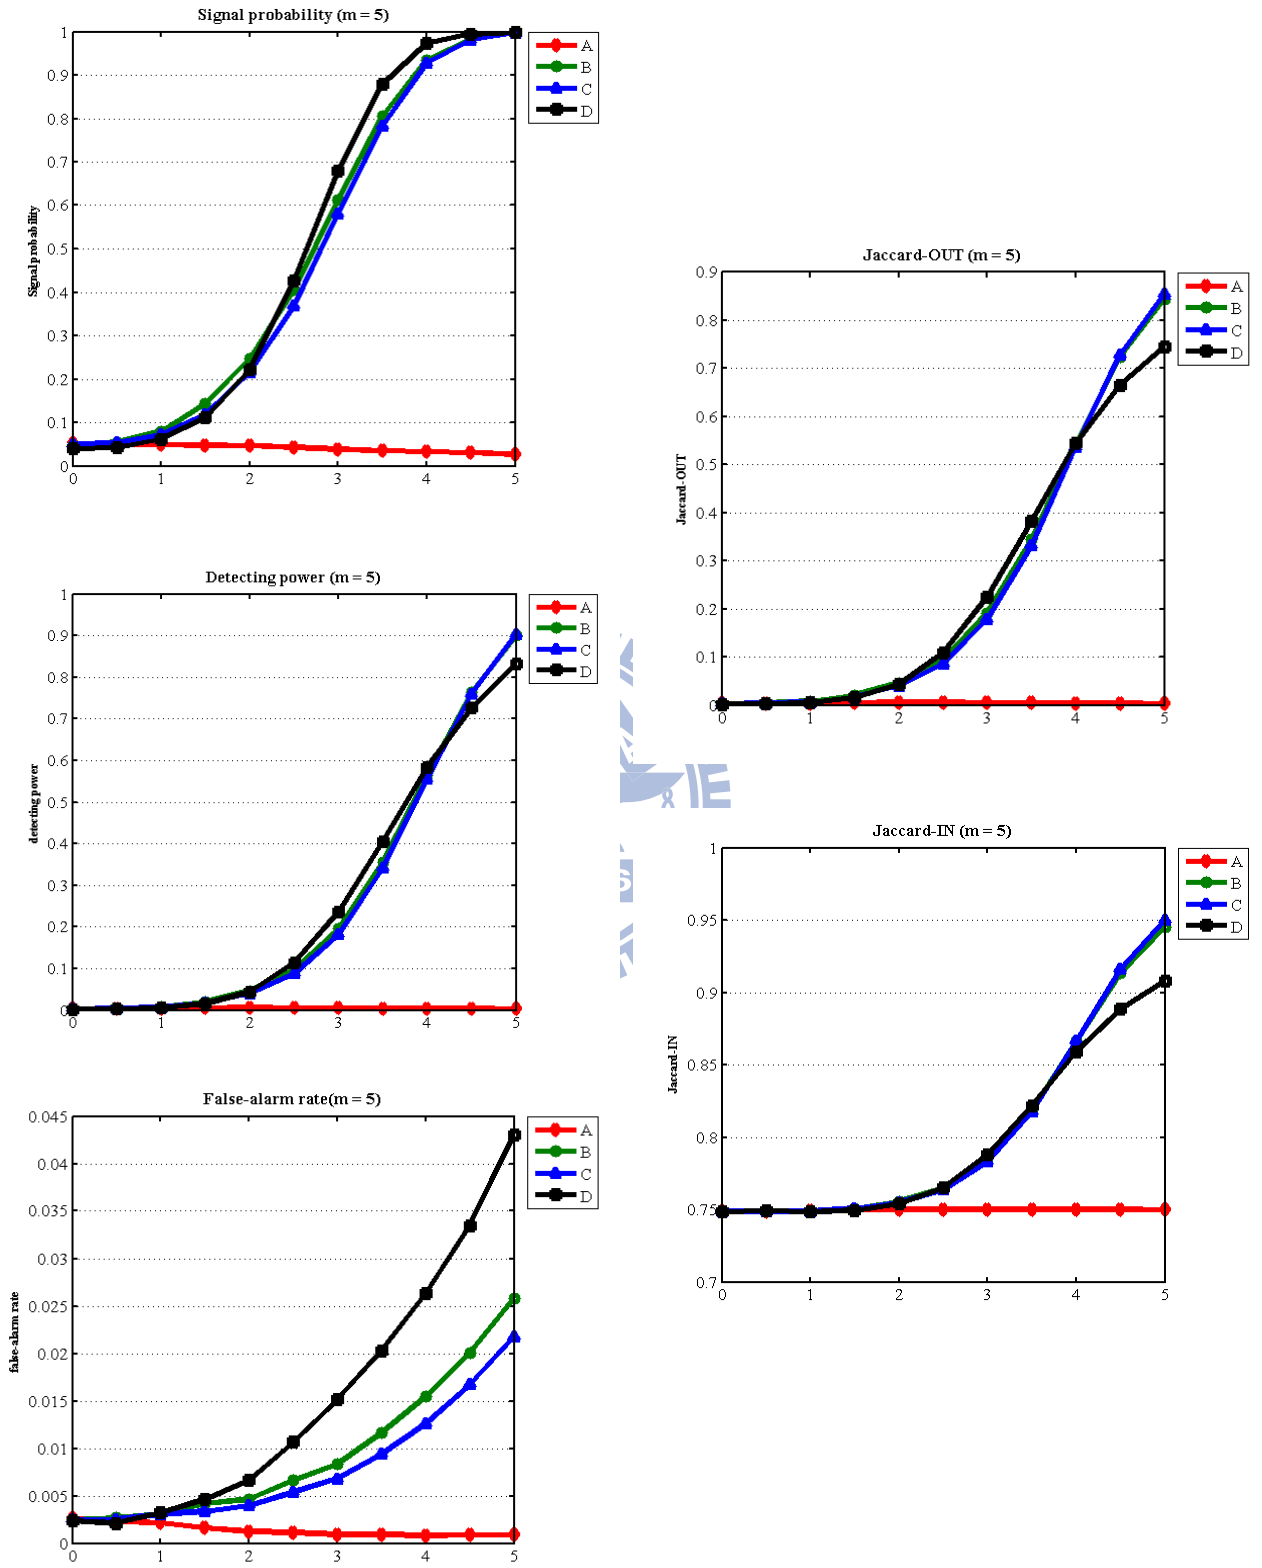 Signal probability (m = 5)
1
0.9
0.8
0.7
0.6
0.5
0.4
0.3
0.2
0.1
0
0 1 2 3 4 5
Signal probability
A
B
C
D
Jaccard-OUT (m = 5)
0.9
0.8
0.7
0.6
0.5
0.4
0.3
0.2
0.1
0
0 1 2 3 4 5
Jaccard-OUT
A
B
C
D
Detecting power (m = 5)
1
0.9
0.8
0.7
0.6
0.5
0.4
0.3
0.2
0.1
0
0 1 2 3 4 5
detecting power
A
B
C
D
Jaccard-IN (m = 5)
1
0.95
0.9
0.85
0.8
0.75
0.7
0 1 2 3 4 5
Jaccard-IN
A
B
C
D
False-alarm rate(m = 5)
0.045
0.04
0.035
0.03
0.025
0.02
0.015
0.01
0.005
0
0 1 2 3 4 5
false-alarm rate
A
B
C
D